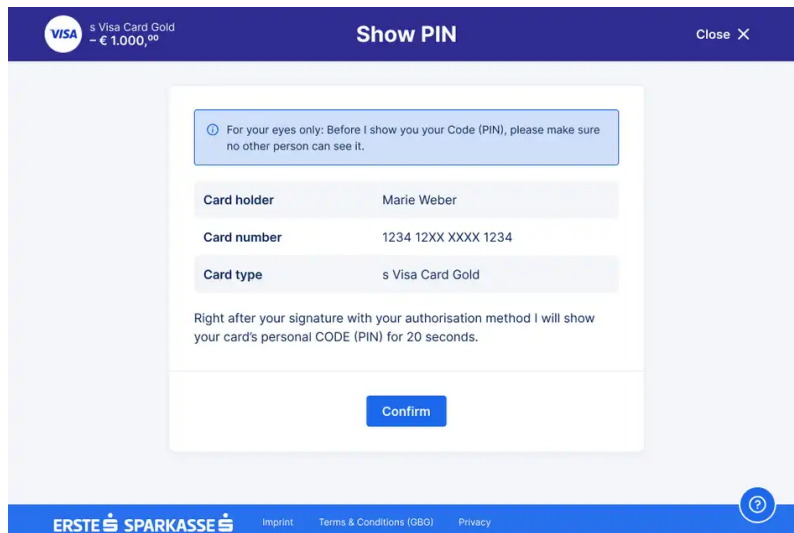 VISA
s Visa Card Gold
– € 1.000,⁰⁰
Show PIN
Close
For your eyes only: Before I show you your Code (PIN), please make sure
no other person can see it.
Card holder Marie Weber
Card number 1234 12XX XXXX 1234
Card type s Visa Card Gold
Right after your signature with your authorisation method I will show
your card's personal CODE (PIN) for 20 seconds.
Confirm
ERSTE SPARKASSE Imprint Terms & Conditions (GBG) Privacy